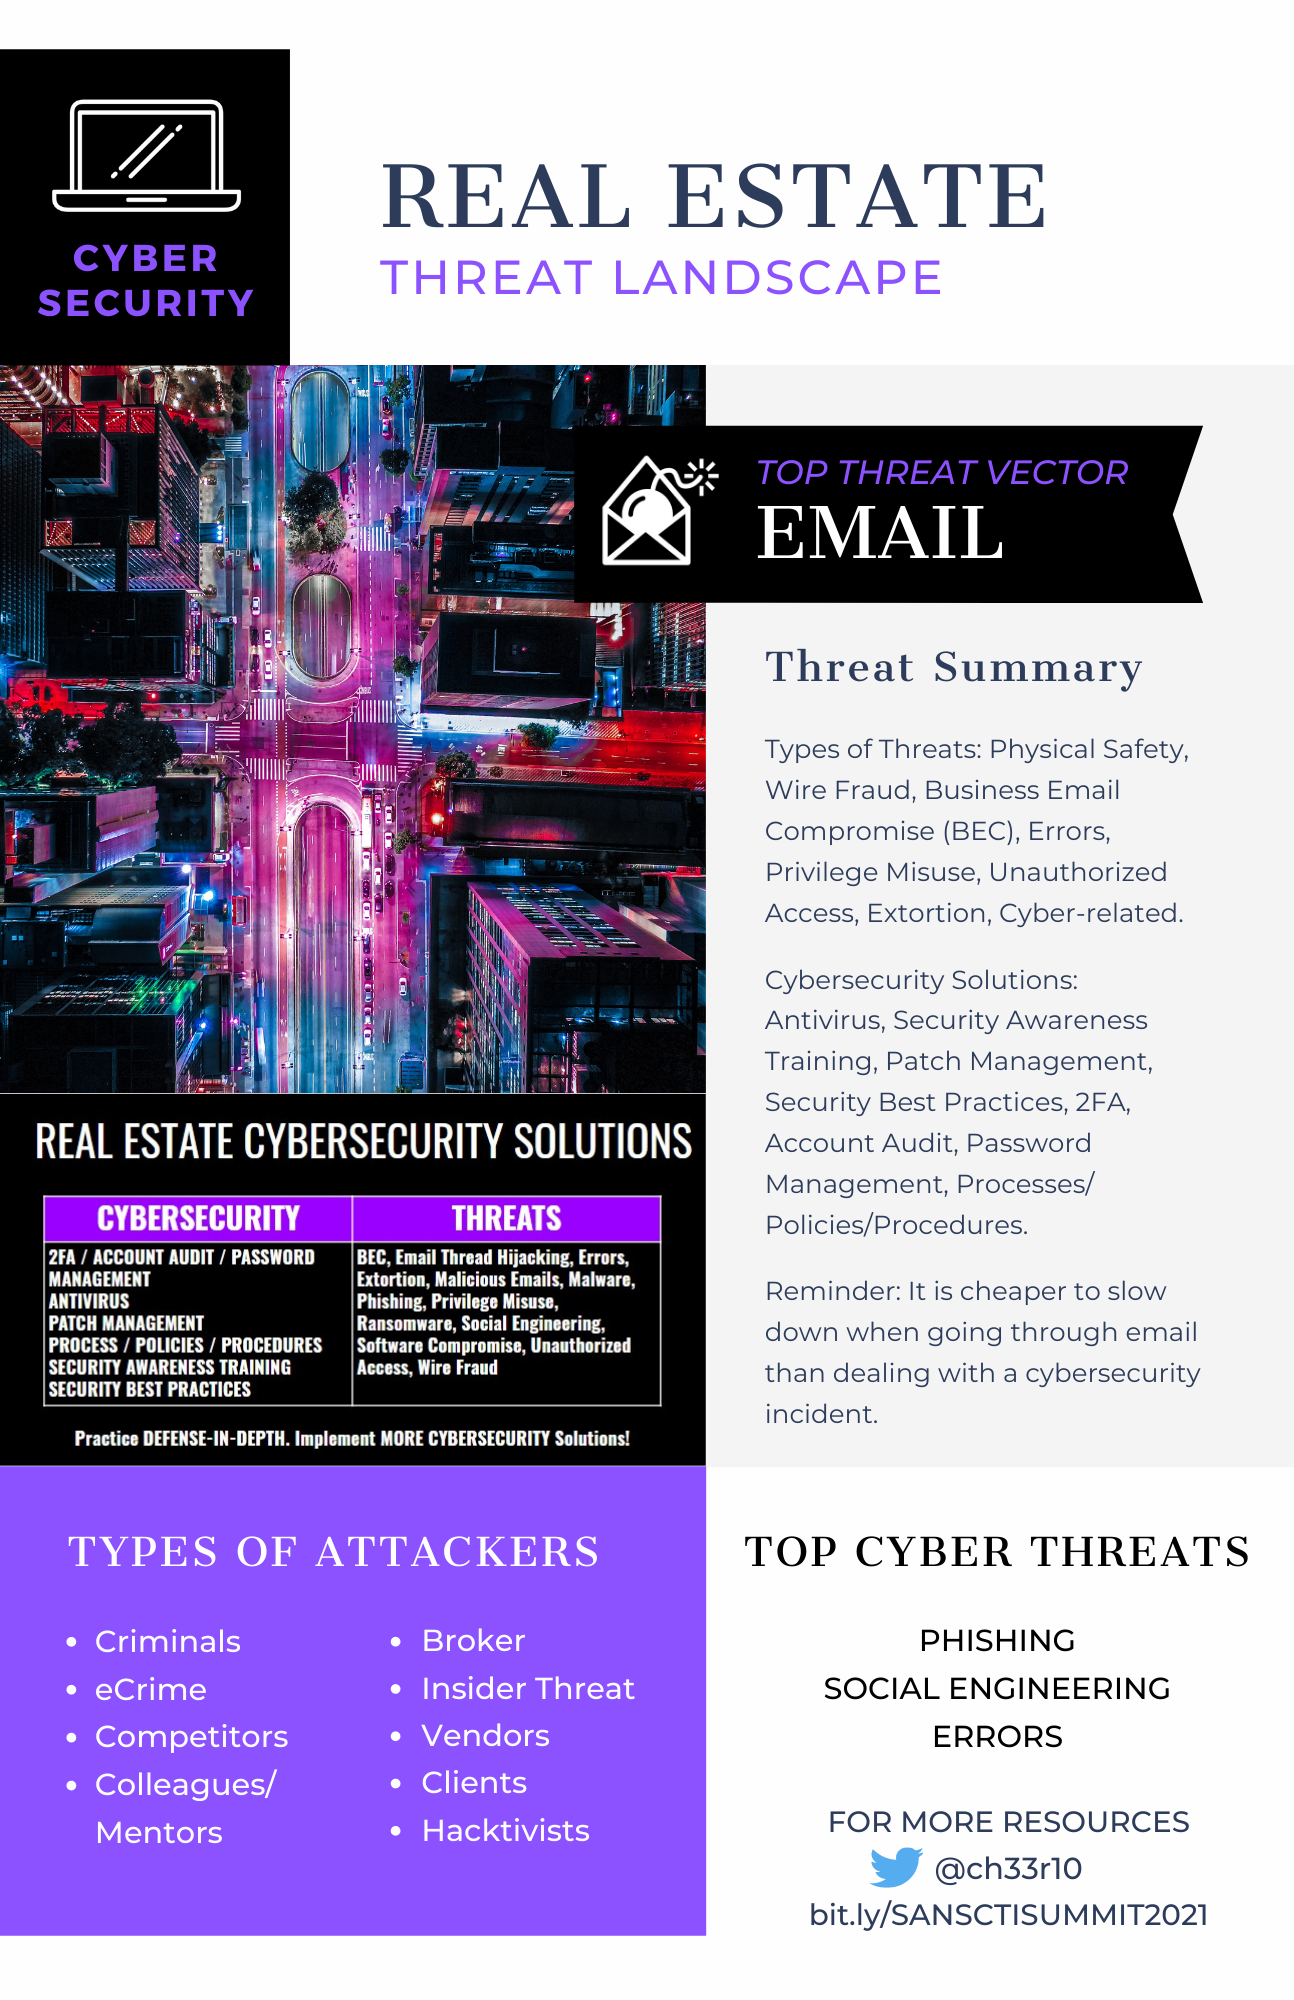 CYBER
SECURITY
REAL ESTATE
THREAT LANDSCAPE
TOP THREAT VECTOR
EMAIL
Threat Summary
Types of Threats: Physical Safety,
Wire Fraud, Business Email
Compromise (BEC), Errors,
Privilege Misuse, Unauthorized
Access, Extortion, Cyber-related.
Cybersecurity Solutions:
Antivirus, Security Awareness
Training, Patch Management,
Security Best Practices, 2FA,
Account Audit, Password
Management, Processes/
Policies/Procedures.
Reminder: It is cheaper to slow
down when going through email
than dealing with a cybersecurity
incident.
REAL ESTATE CYBERSECURITY SOLUTIONS
CYBERSECURITY
2FA / ACCOUNT AUDIT / PASSWORD
MANAGEMENT
ANTIVIRUS
PATCH MANAGEMENT
PROCESS / POLICIES / PROCEDURES
SECURITY AWARENESS TRAINING
SECURITY BEST PRACTICES
THREATS
BEC, Email Thread Hijacking, Errors,
Extortion, Malicious Emails, Malware,
Phishing, Privilege Misuse,
Ransomware, Social Engineering,
Software Compromise, Unauthorized
Access, Wire Fraud
Practice DEFENSE-IN-DEPTH. Implement MORE CYBERSECURITY Solutions!
TYPES OF ATTACKERS
• Criminals
• eCrime
• Competitors
• Colleagues/
Mentors
• Broker
• Insider Threat
• Vendors
• Clients
• Hacktivists
TOP CYBER THREATS
PHISHING
SOCIAL ENGINEERING
ERRORS
FOR MORE RESOURCES
@ch33r10
bit.ly/SANSCTISUMMIT2021